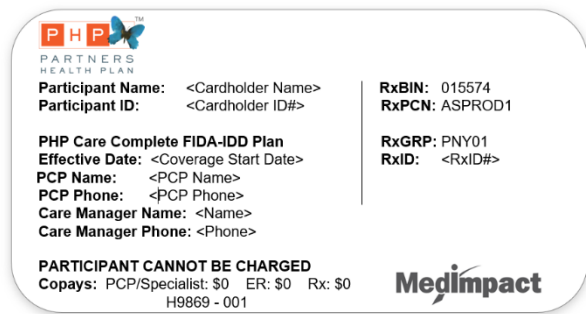 PHP™
PARTNERS
HEALTH PLAN
Participant Name: <Cardholder Name>
Participant ID: <Cardholder ID#>
PHP Care Complete FIDA-IDD Plan
Effective Date: <Coverage Start Date>
PCP Name: <PCP Name>
PCP Phone: <PCP Phone>
Care Manager Name: <Name>
Care Manager Phone: <Phone>
PARTICIPANT CANNOT BE CHARGED
Copays: PCP/Specialist: $0 ER: $0 Rx: $0
H9869 - 001
RxBIN: 015574
RxPCN: ASPROD1
RxGRP: PNY01
RxID: <RxID#>
MedImpact